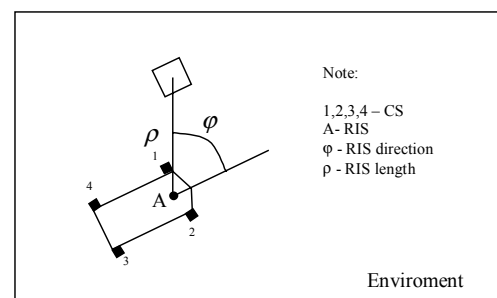 Note:
ρ
φ
1,2,3,4 – CS
A- RIS
φ - RIS direction
ρ - RIS length
1
4
A
2
3
Enviroment